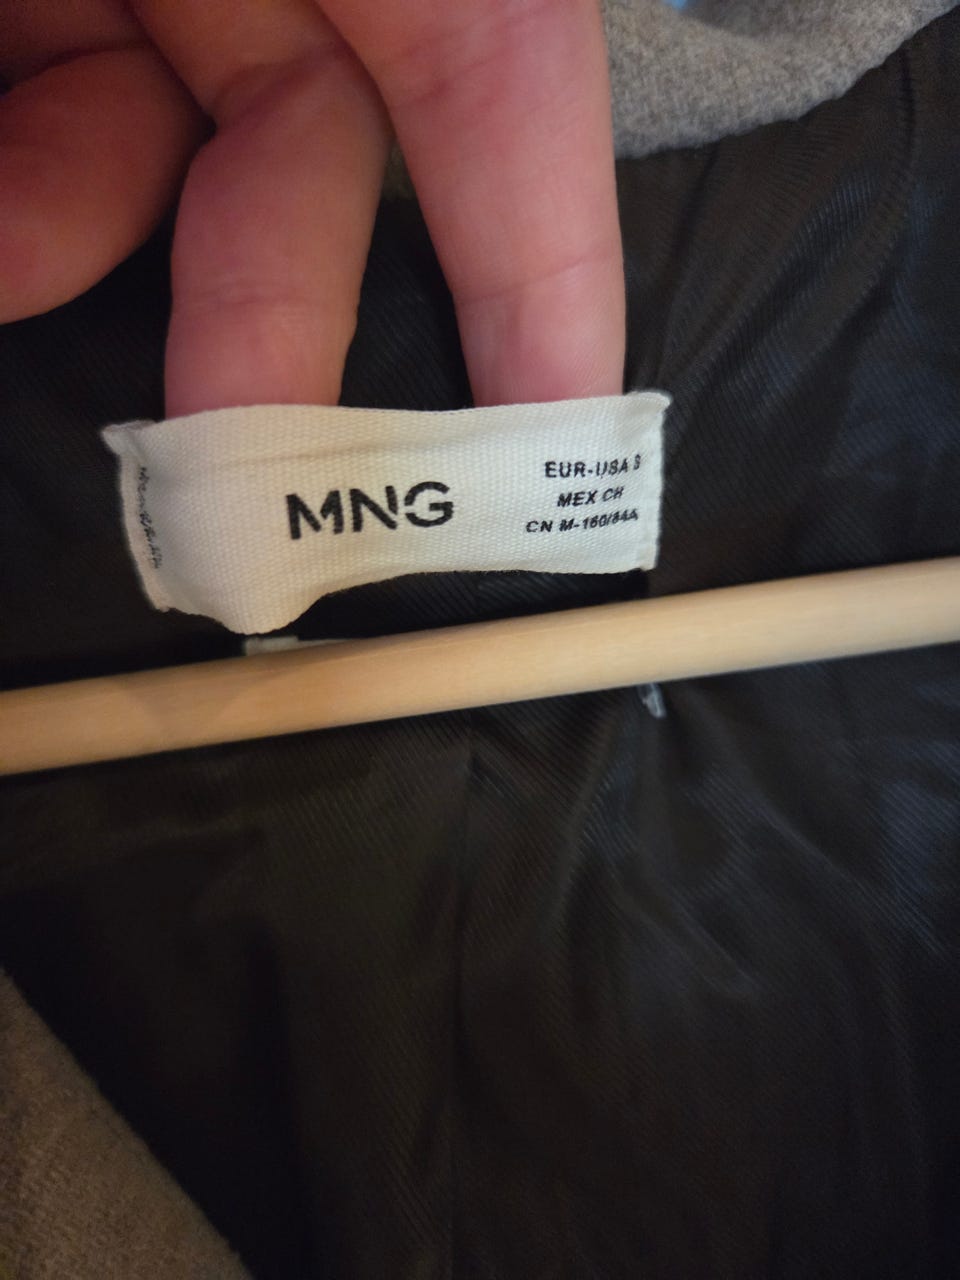 MNG
EUR-USA S
MEX CH
CN M-160/84A